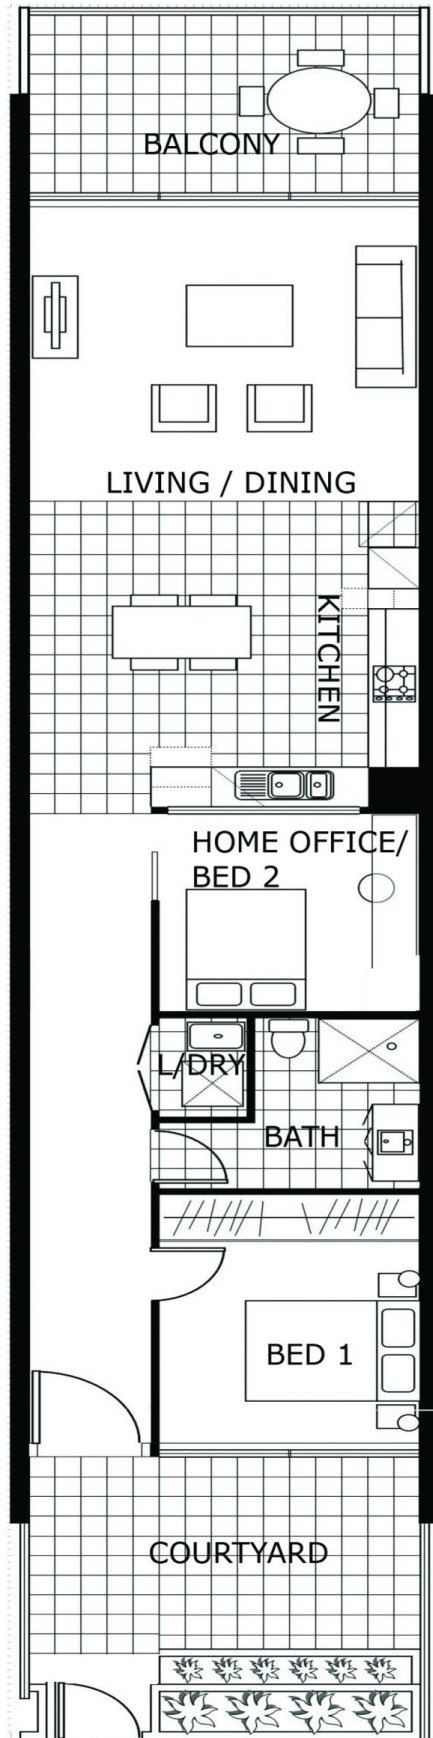 BALCONY
LIVING / DINING
KITCHEN
HOME OFFICE/
BED 2
L/DRY
BATH
BED 1
COURTYARD